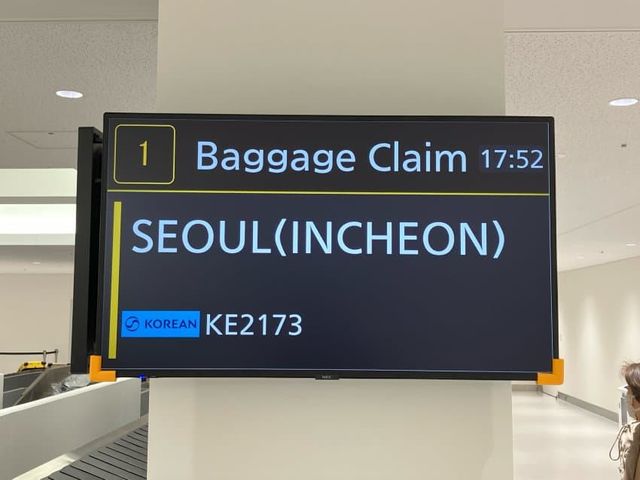 1 Baggage Claim 17:52
SEOUL(INCHEON)
KOREAN KE2173